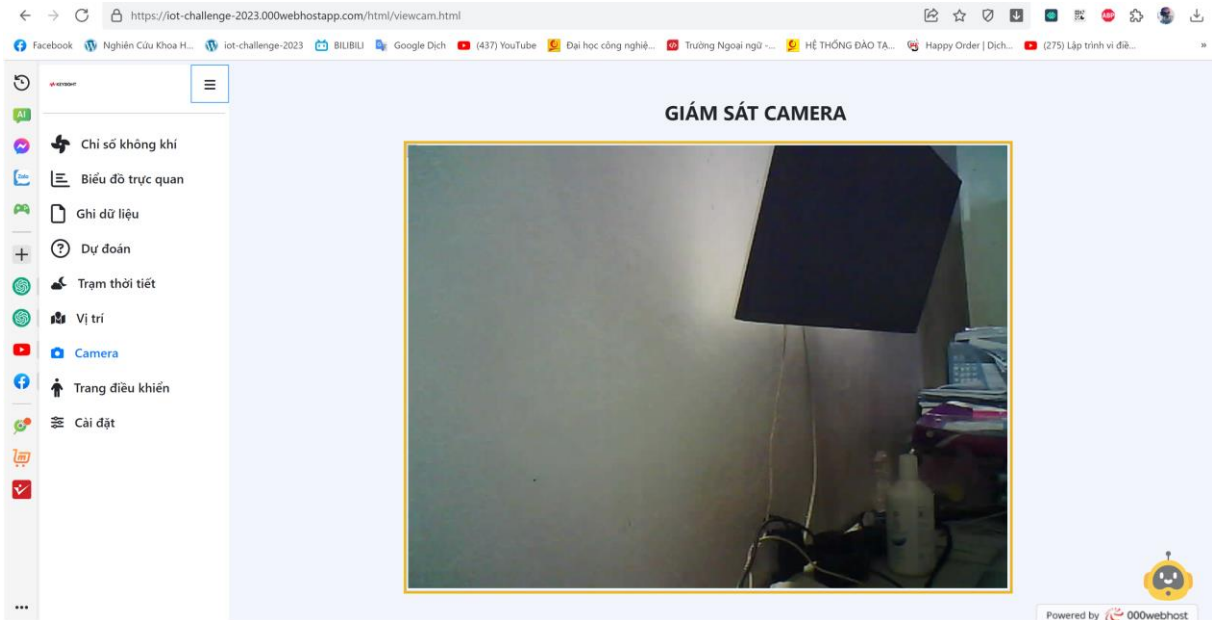 https://iot-challenge-2023.000webhostapp.com/html/viewcam.html
Facebook Nghiên Cứu Khoa H... iot-challenge-2023 BILIBILI Google Dịch (437) YouTube Đại học công nghiệ... Trường Ngoại ngữ -... HỆ THỐNG ĐÀO TẠ... Happy Order | Dịch... (275) Lập trình vi điề... »
KEYSIGHT
GIÁM SÁT CAMERA
AI
Chỉ số không khí
Zalo
Biểu đồ trực quan
Ghi dữ liệu
Dự đoán
Trạm thời tiết
Vị trí
Camera
Trang điều khiển
Cài đặt
Powered by 000webhost